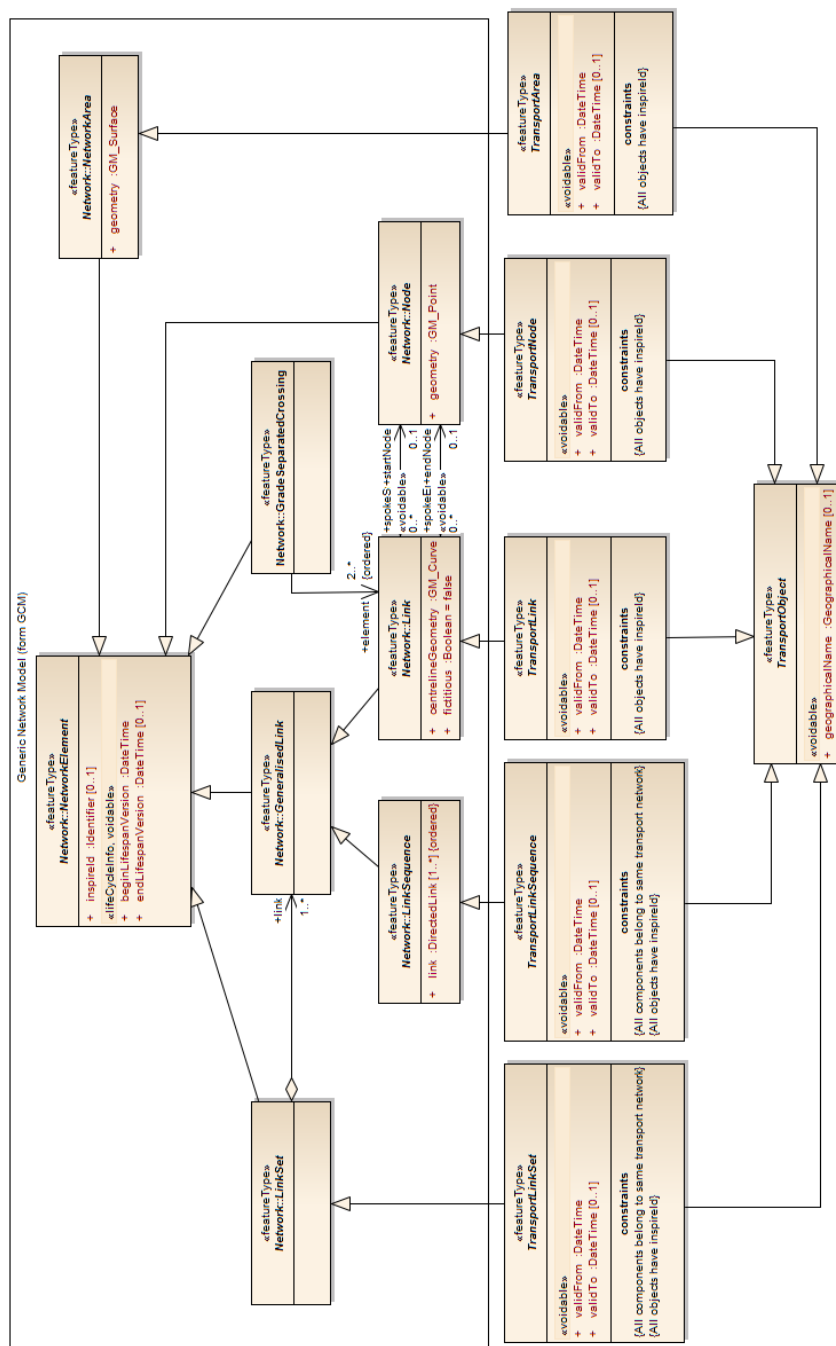 Generic Network Model (form GCM)
«featureType»
Network::NetworkElement
+ inspireId :Identifier [0..1]
«lifeCycleInfo, voidable»
+ beginLifespanVersion :DateTime
+ endLifespanVersion :DateTime [0..1]
«featureType»
Network::NetworkArea
+ geometry :GM_Surface
«featureType»
Network::LinkSet
+link
1..*
«featureType»
Network::GeneralisedLink
«featureType»
Network::GradeSeparatedCrossing
+element
2..*
{ordered}
«featureType»
Network::LinkSequence
+ link :DirectedLink [1..*] {ordered}
«featureType»
Network::Link
+ centrelineGeometry :GM_Curve
+ fictitious :Boolean = false
+spokeS
+startNode
«voidable»
0..*
0..1
+spokeE
+endNode
«voidable»
0..*
0..1
«featureType»
Network::Node
+ geometry :GM_Point
«featureType»
TransportLinkSet
«voidable»
+ validFrom :DateTime
+ validTo :DateTime [0..1]
constraints
{All components belong to same transport network}
{All objects have inspireId}
«featureType»
TransportLinkSequence
«voidable»
+ validFrom :DateTime
+ validTo :DateTime [0..1]
constraints
{All components belong to same transport network}
{All objects have inspireId}
«featureType»
TransportLink
«voidable»
+ validFrom :DateTime
+ validTo :DateTime [0..1]
constraints
{All objects have inspireId}
«featureType»
TransportNode
«voidable»
+ validFrom :DateTime
+ validTo :DateTime [0..1]
constraints
{All objects have inspireId}
«featureType»
TransportArea
«voidable»
+ validFrom :DateTime
+ validTo :DateTime [0..1]
constraints
{All objects have inspireId}
«featureType»
TransportObject
«voidable»
+ geographicalName :GeographicalName [0..1]